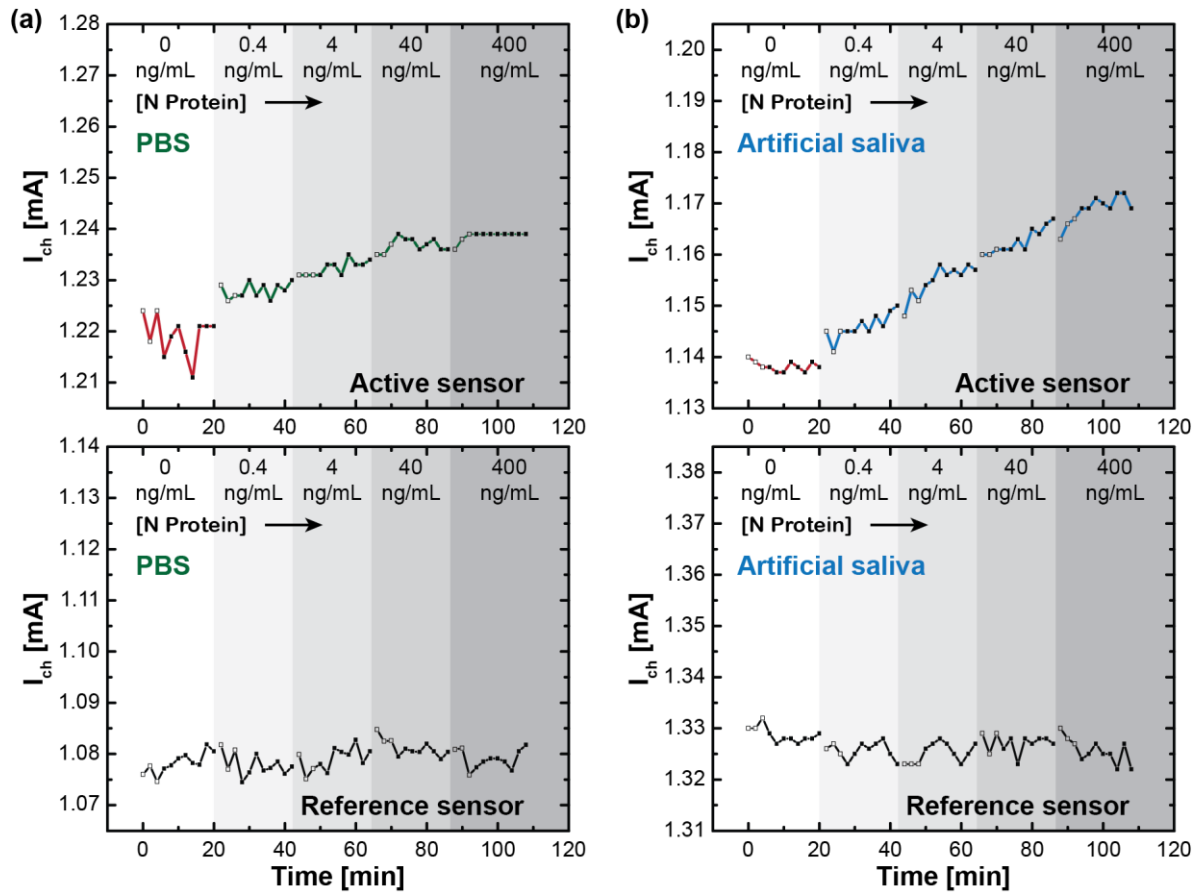 (a)
1.28
1.27
1.26
1.25
1.24
1.23
1.22
1.21
I_ch [mA]
0 0.4 4 40 400
ng/mL ng/mL ng/mL ng/mL ng/mL
[N Protein]
PBS
Active sensor
0 20 40 60 80 100 120
1.14
1.13
1.12
1.11
1.10
1.09
1.08
1.07
I_ch [mA]
0 0.4 4 40 400
ng/mL ng/mL ng/mL ng/mL ng/mL
[N Protein]
PBS
Reference sensor
0 20 40 60 80 100 120
Time [min]
(b)
1.20
1.19
1.18
1.17
1.16
1.15
1.14
1.13
I_ch [mA]
0 0.4 4 40 400
ng/mL ng/mL ng/mL ng/mL ng/mL
[N Protein]
Artificial saliva
Active sensor
0 20 40 60 80 100 120
1.38
1.37
1.36
1.35
1.34
1.33
1.32
1.31
I_ch [mA]
0 0.4 4 40 400
ng/mL ng/mL ng/mL ng/mL ng/mL
[N Protein]
Artificial saliva
Reference sensor
0 20 40 60 80 100 120
Time [min]